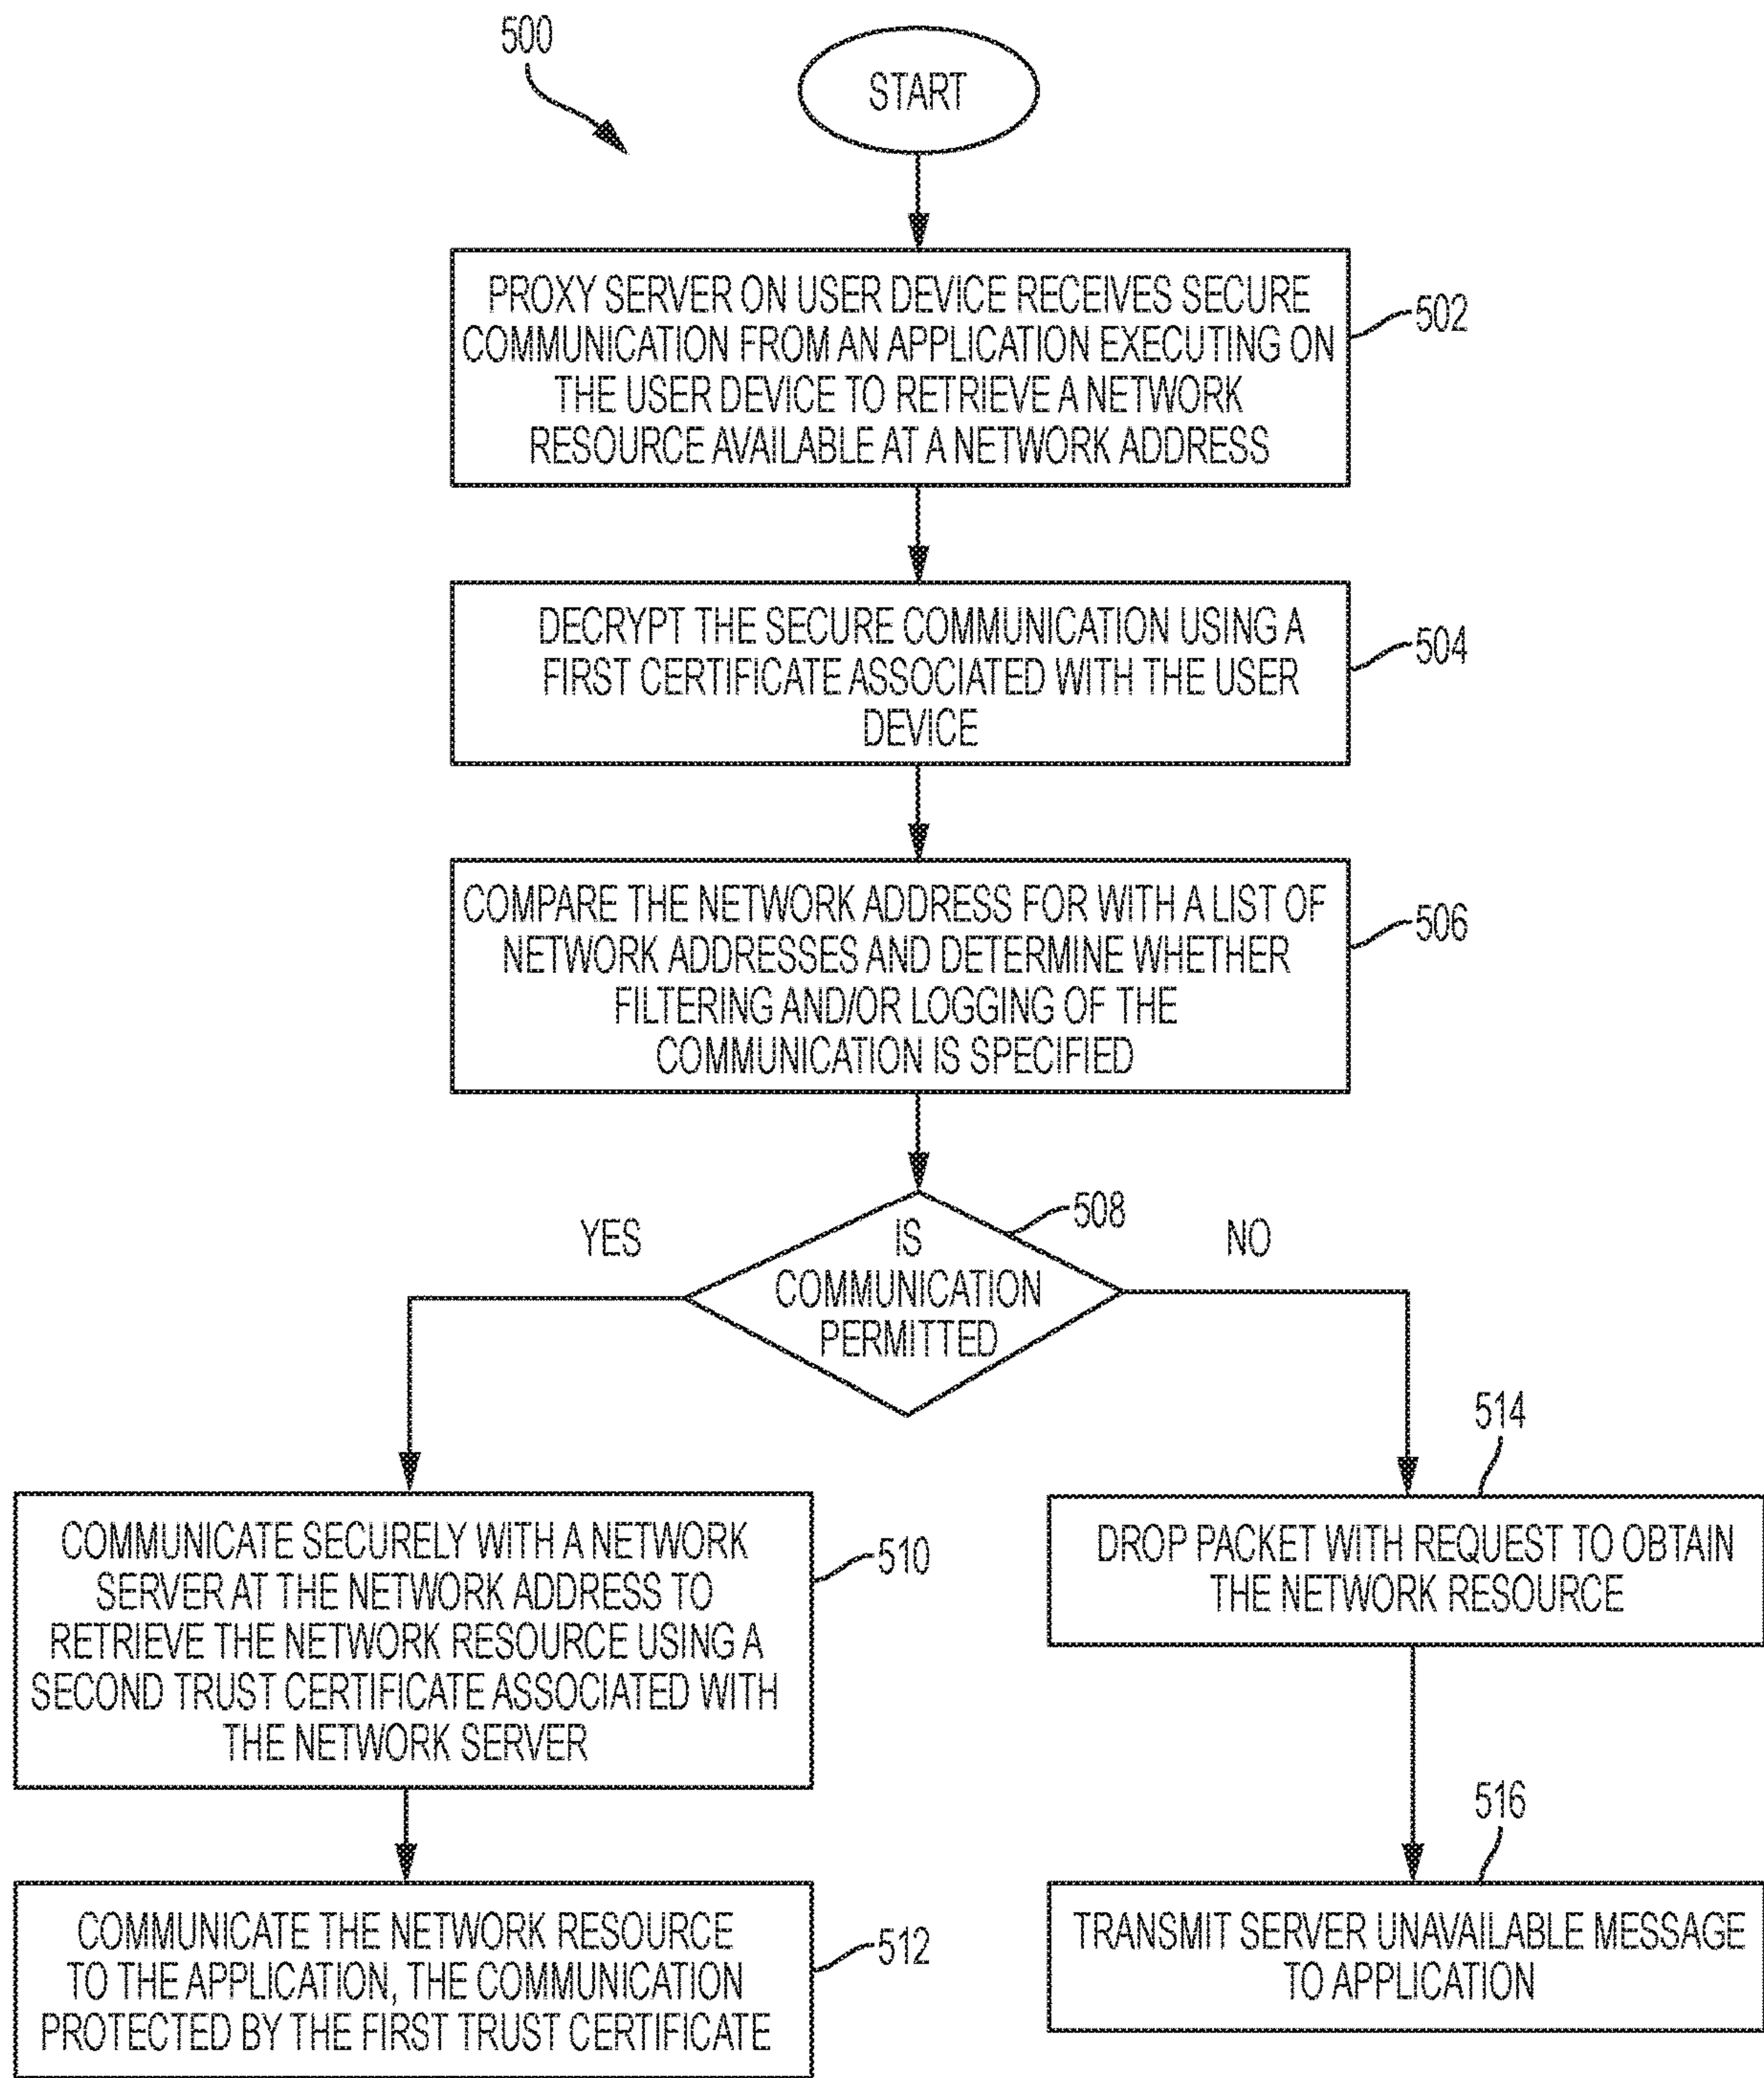 500
START
PROXY SERVER ON USER DEVICE RECEIVES SECURE
COMMUNICATION FROM AN APPLICATION EXECUTING ON
THE USER DEVICE TO RETRIEVE A NETWORK
RESOURCE AVAILABLE AT A NETWORK ADDRESS
502
DECRYPT THE SECURE COMMUNICATION USING A
FIRST CERTIFICATE ASSOCIATED WITH THE USER
DEVICE
504
COMPARE THE NETWORK ADDRESS FOR WITH A LIST OF
NETWORK ADDRESSES AND DETERMINE WHETHER
FILTERING AND/OR LOGGING OF THE
COMMUNICATION IS SPECIFIED
506
IS
COMMUNICATION
PERMITTED
508
YES
NO
COMMUNICATE SECURELY WITH A NETWORK
SERVER AT THE NETWORK ADDRESS TO
RETRIEVE THE NETWORK RESOURCE USING A
SECOND TRUST CERTIFICATE ASSOCIATED WITH
THE NETWORK SERVER
510
COMMUNICATE THE NETWORK RESOURCE
TO THE APPLICATION, THE COMMUNICATION
PROTECTED BY THE FIRST TRUST CERTIFICATE
512
514
DROP PACKET WITH REQUEST TO OBTAIN
THE NETWORK RESOURCE
516
TRANSMIT SERVER UNAVAILABLE MESSAGE
TO APPLICATION